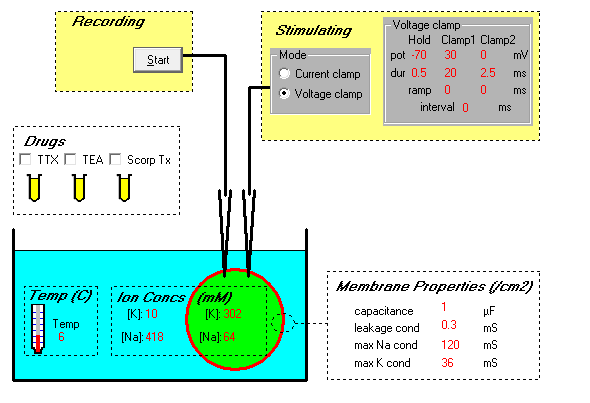 Recording
Start
Stimulating
Mode
Current clamp
Voltage clamp
Voltage clamp
Hold Clamp1 Clamp2
pot -70 30 0 mV
dur 0.5 20 2.5 ms
ramp 0 0 ms
interval 0 ms
Drugs
TTX TEA Scorp Tx
Temp (C)
Temp
6
Ion Concs (mM)
[K]: 10 [K]: 302
[Na]: 418 [Na]: 64
Membrane Properties (/cm2)
capacitance 1 µF
leakage cond 0.3 mS
max Na cond 120 mS
max K cond 36 mS